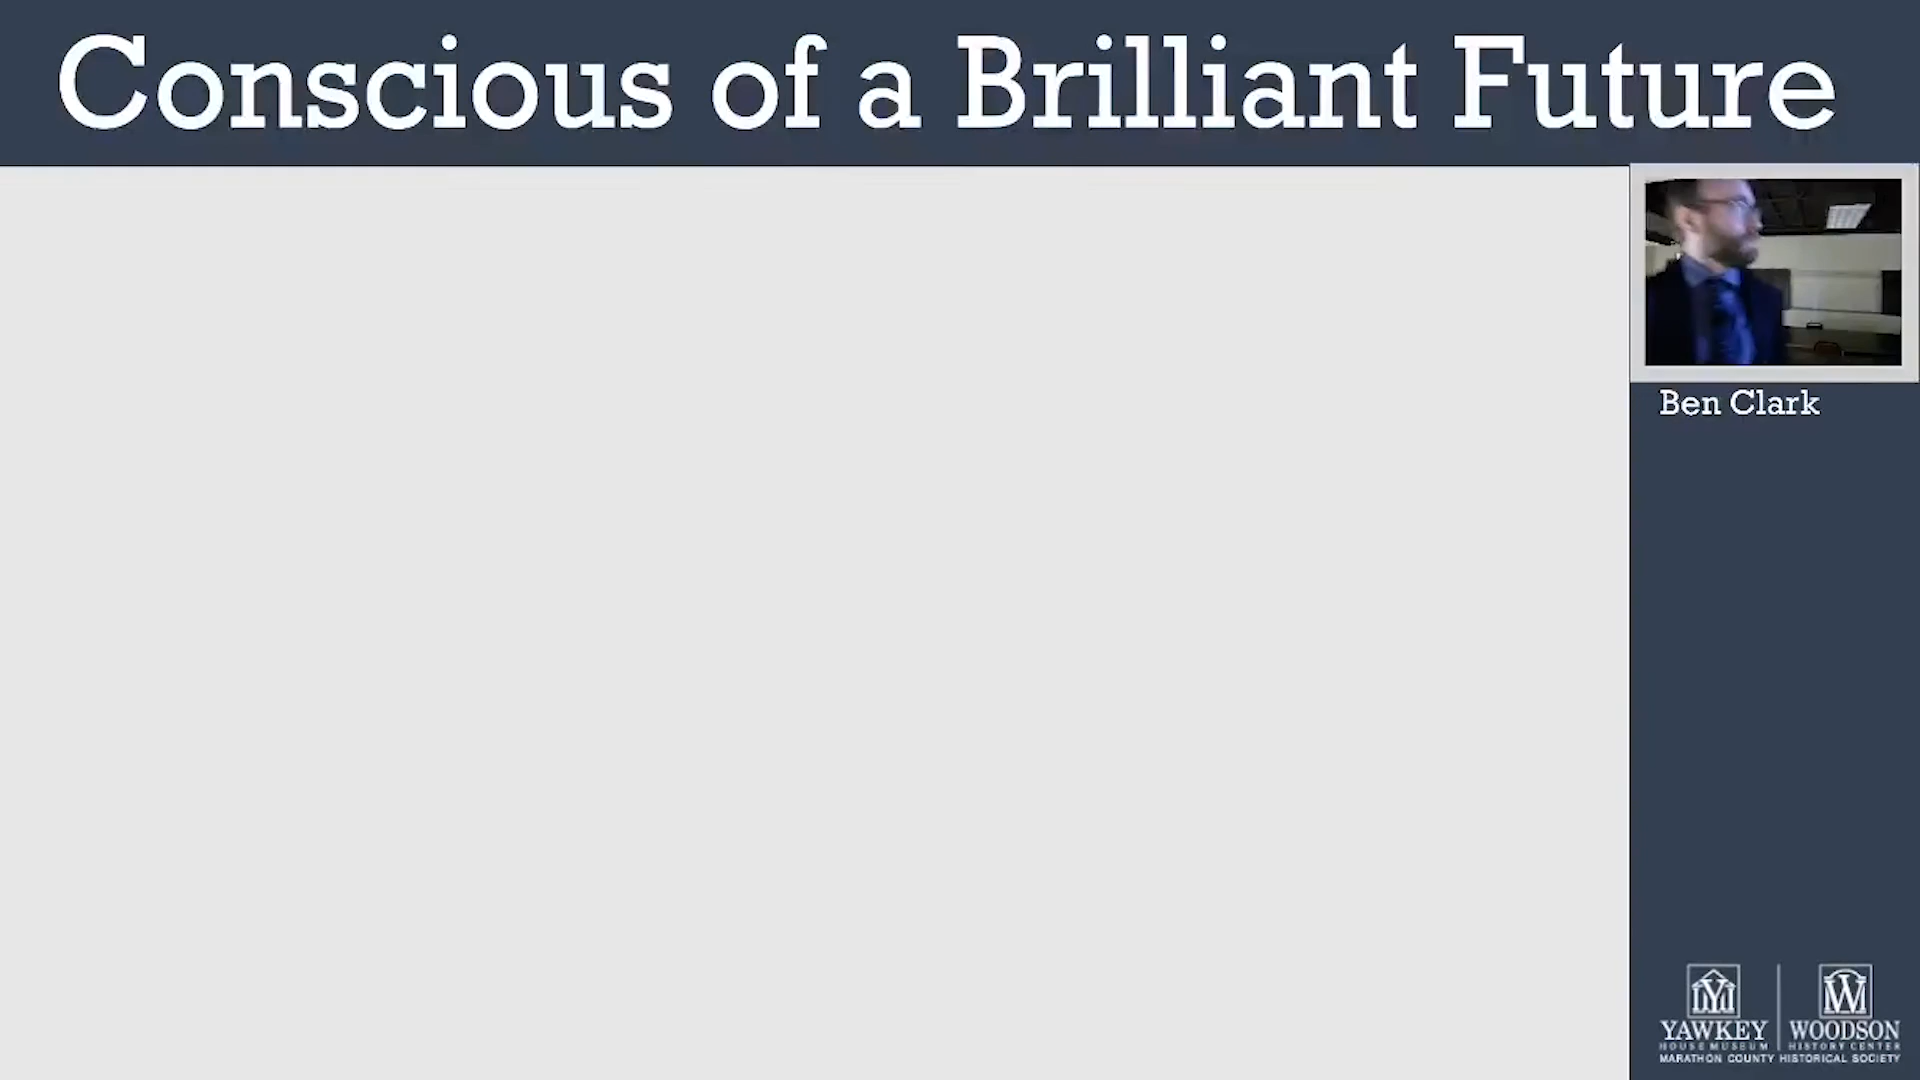 Conscious of a Brilliant Future
Ben Clark
YAWKEY
HOUSE MUSEUM
WOODSON
HISTORY CENTER
MARATHON COUNTY HISTORICAL SOCIETY